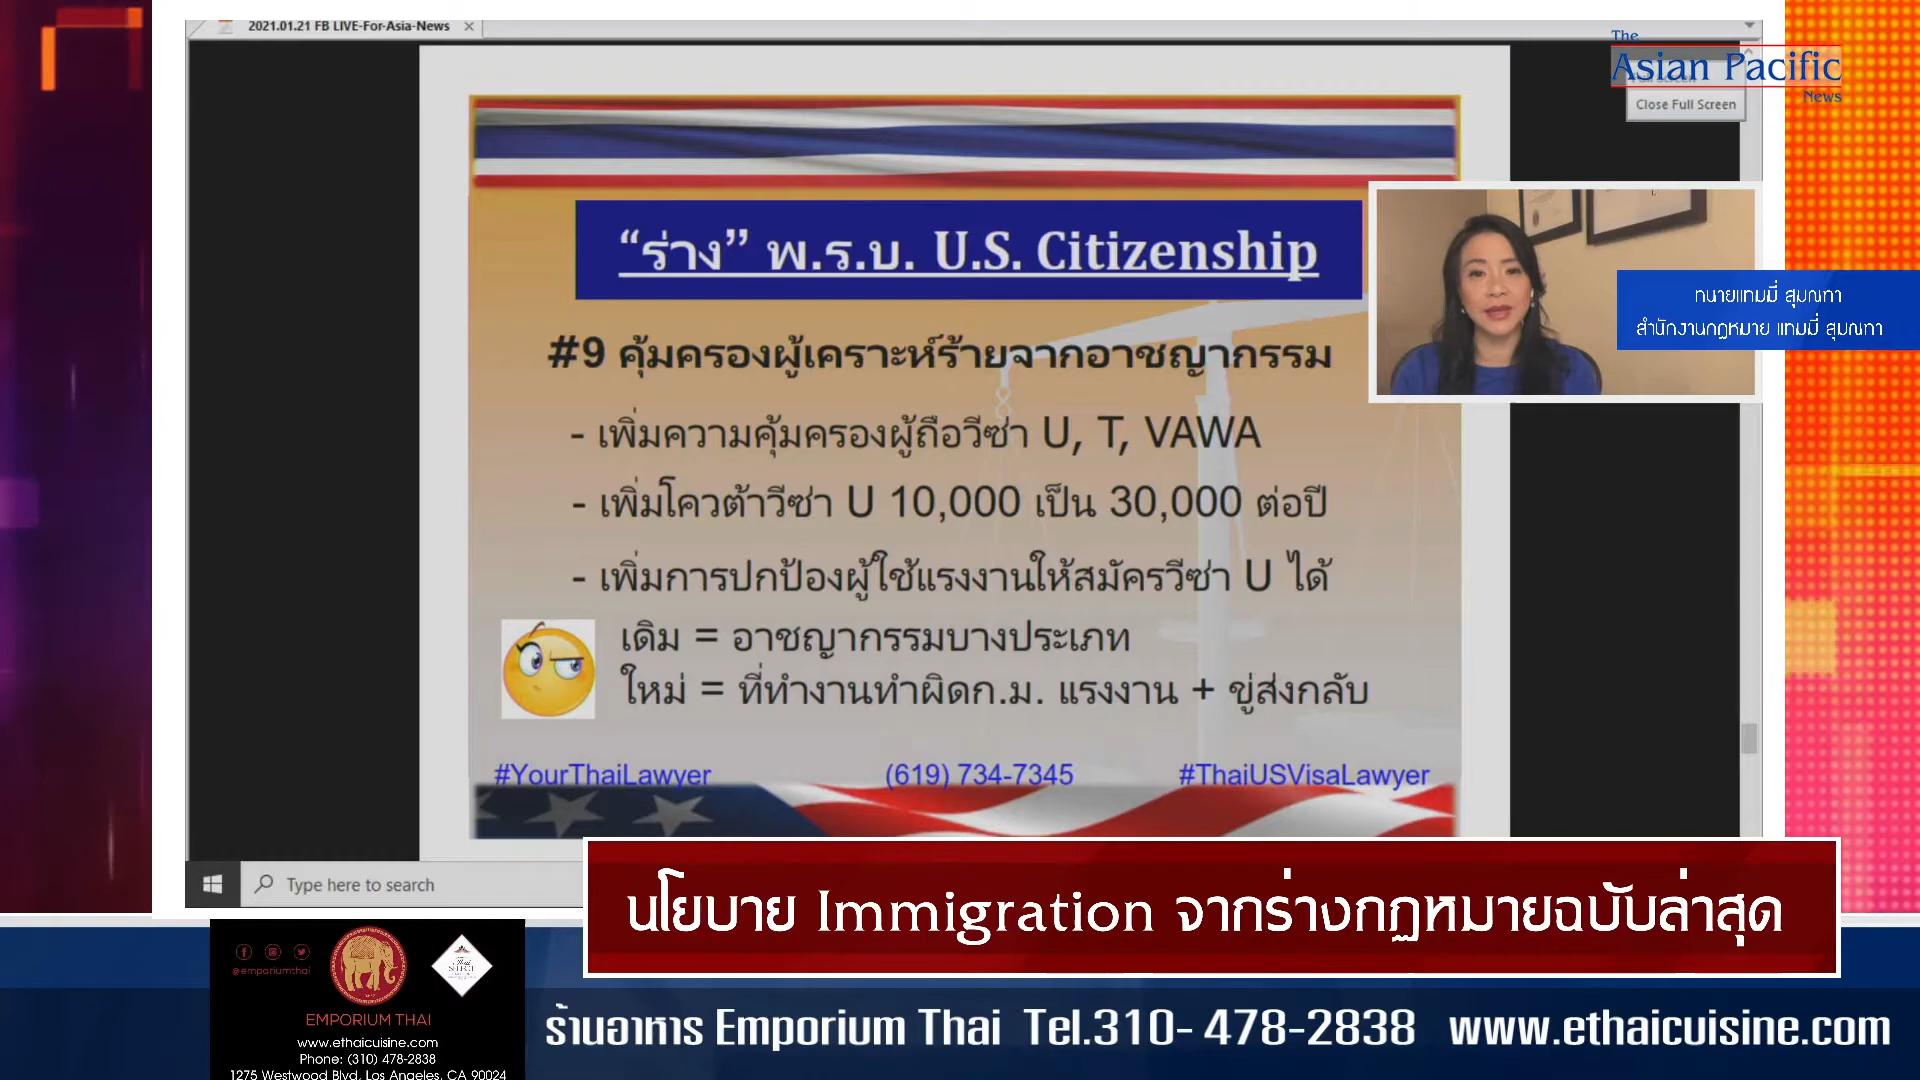 2021.01.21 FB LIVE-For-Asia-News
The
Asian Pacific
News
Close Full Screen
“ร่าง” พ.ร.บ. U.S. Citizenship
ทนายแทมมี่ สุมณฑา
สำนักงานกฎหมาย แทมมี่ สุมณฑา
#9 คุ้มครองผู้เคราะห์ร้ายจากอาชญากรรม
- เพิ่มความคุ้มครองผู้ถือวีซ่า U, T, VAWA
- เพิ่มโควต้าวีซ่า U 10,000 เป็น 30,000 ต่อปี
- เพิ่มการปกป้องผู้ใช้แรงงานให้สมัครวีซ่า U ได้
เดิม = อาชญากรรมบางประเภท
ใหม่ = ที่ทำงานทำผิดก.ม. แรงงาน + ขู่ส่งกลับ
#YourThaiLawyer (619) 734-7345 #ThaiUSVisaLawyer
Type here to search
นโยบาย Immigration จากร่างกฎหมายฉบับล่าสุด
@emporiumthai
Thai
SELECT
EMPORIUM THAI
www.ethaicuisine.com
Phone: (310) 478-2838
1275 Westwood Blvd, Los Angeles, CA 90024
ร้านอาหาร Emporium Thai Tel.310- 478-2838 www.ethaicuisine.com